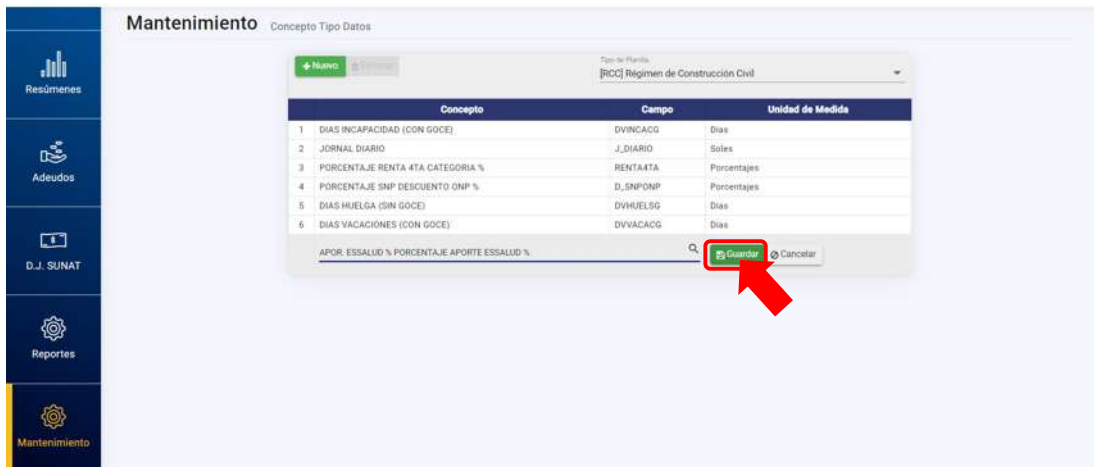 Mantenimiento Concepto Tipo Datos
Resúmenes
Adeudos
D.J. SUNAT
Reportes
Mantenimiento
Nuevo
Tipo de Planilla
[RCC] Régimen de Construcción Civil
Concepto Campo Unidad de Medida
1 DIAS INCAPACIDAD (CON GOCE) DVINCACG Dias
2 JORNAL DIARIO J_DIARIO Soles
3 PORCENTAJE RENTA 4TA CATEGORIA % RENTA4TA Porcentajes
4 PORCENTAJE SNP DESCUENTO ONP % D_SNPONP Porcentajes
5 DIAS HUELGA (SIN GOCE) DVHUELSG Dias
6 DIAS VACACIONES (CON GOCE) DVVACACG Dias
APOR. ESSALUD % PORCENTAJE APORTE ESSALUD % Guardar Cancelar